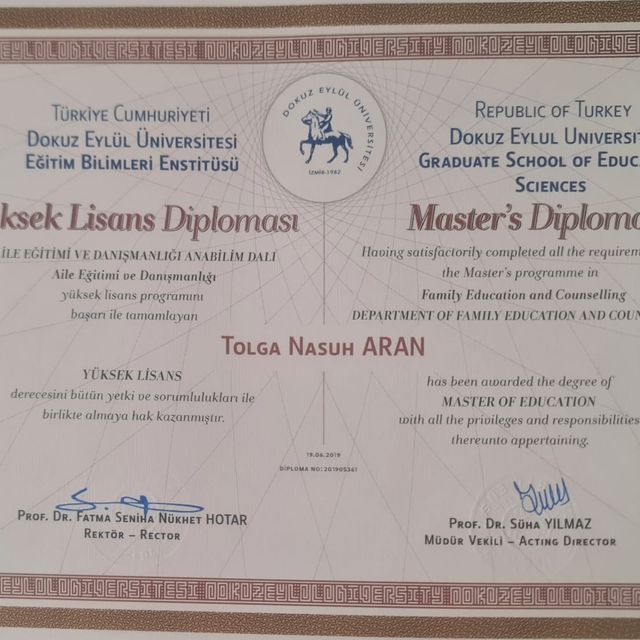 DOKUZ EYLÜL ÜNİVERSİTESİ
İZMİR-1982
TÜRKİYE CUMHURİYETİ
DOKUZ EYLÜL ÜNİVERSİTESİ
EĞİTİM BİLİMLERİ ENSTİTÜSÜ
ksek Lisans Diploması
AİLE EĞİTİMİ VE DANIŞMANLIĞI ANABİLİM DALI
Aile Eğitimi ve Danışmanlığı
yüksek lisans programını
başarı ile tamamlayan
REPUBLIC OF TURKEY
DOKUZ EYLUL UNIVERSIT
GRADUATE SCHOOL OF EDUCA
SCIENCES
Master's Diploma
Having satisfactorily completed all the requirem
the Master's programme in
Family Education and Counselling
DEPARTMENT OF FAMILY EDUCATION AND COUN
TOLGA NASUH ARAN
YÜKSEK LİSANS
derecesini bütün yetki ve sorumlulukları ile
birlikte almaya hak kazanmıştır.
has been awarded the degree of
MASTER OF EDUCATION
with all the privileges and responsibilities
thereunto appertaining.
19.06.2019
DİPLOMA NO: 201905361
PROF. DR. FATMA SENİHA NÜKHET HOTAR
REKTÖR – RECTOR
PROF. DR. SÜHA YILMAZ
MÜDÜR VEKİLİ – ACTING DIRECTOR